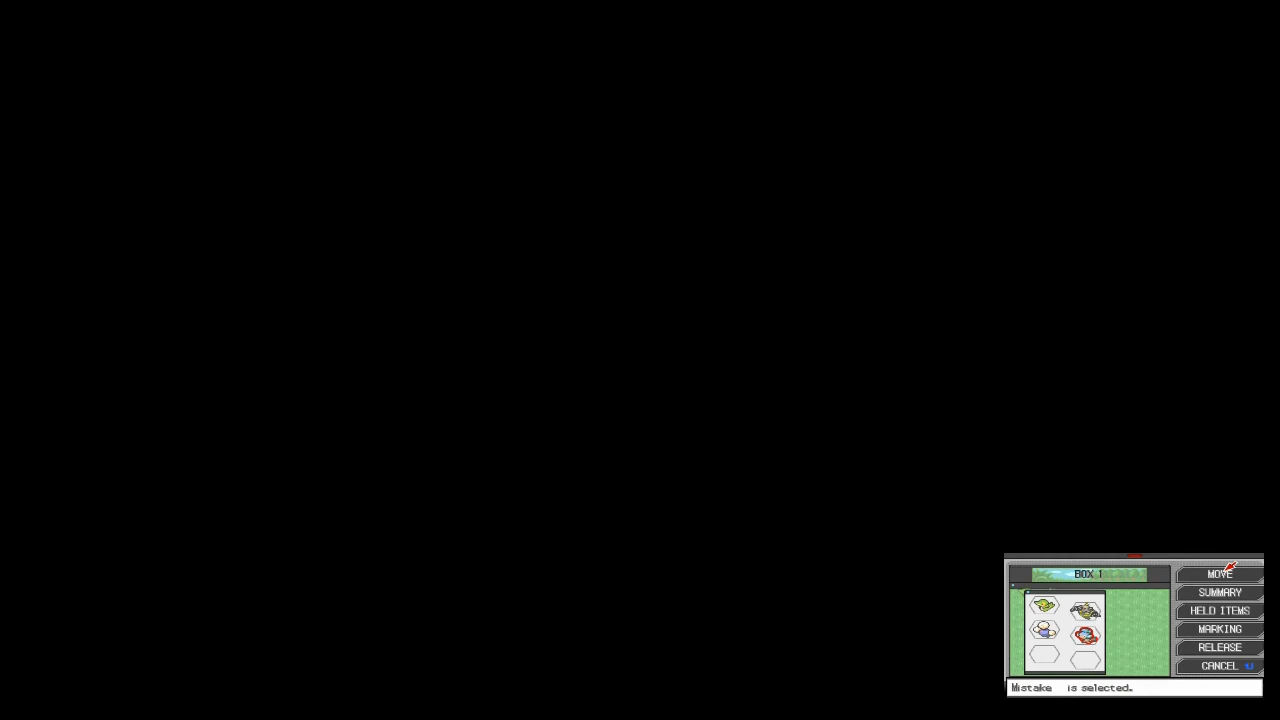 BOX 1
MOVE
SUMMARY
HELD ITEMS
MARKING
RELEASE
CANCEL
Mistake is selected.